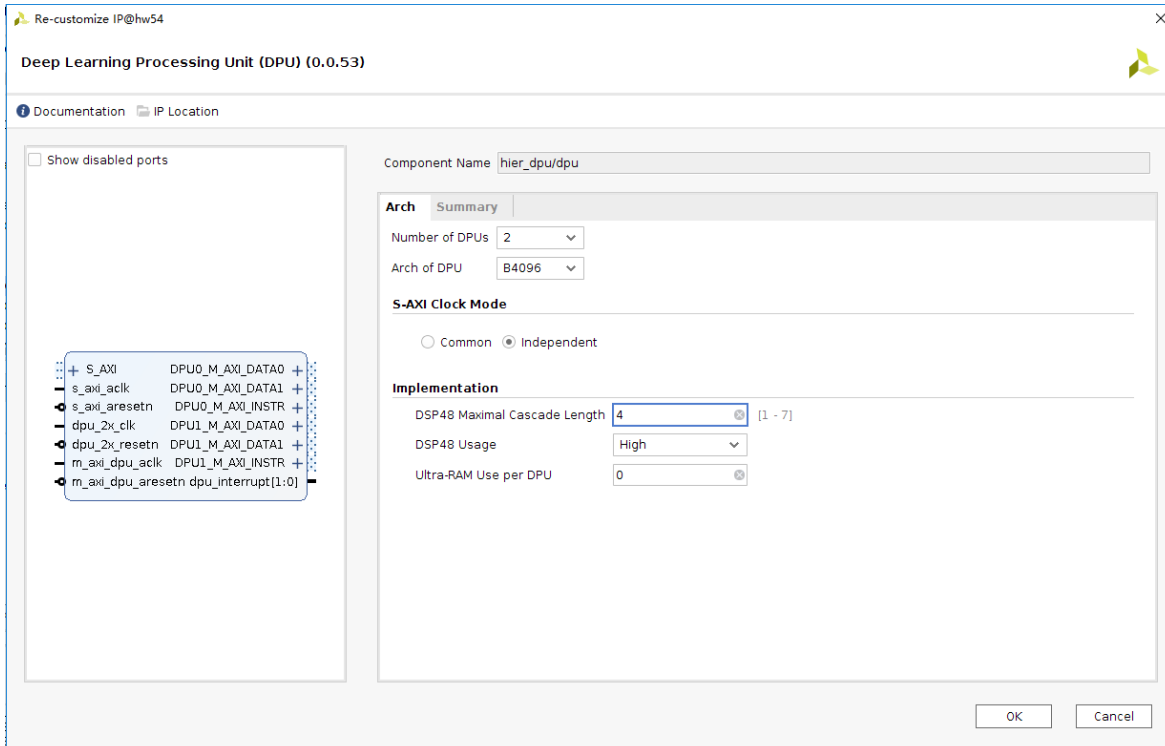 Re-customize IP@hw54
Deep Learning Processing Unit (DPU) (0.0.53)
Documentation IP Location
Show disabled ports
S_AXI DPU0_M_AXI_DATA0
s_axi_aclk DPU0_M_AXI_DATA1
s_axi_aresetn DPU0_M_AXI_INSTR
dpu_2x_clk DPU1_M_AXI_DATA0
dpu_2x_resetn DPU1_M_AXI_DATA1
m_axi_dpu_aclk DPU1_M_AXI_INSTR
m_axi_dpu_aresetn dpu_interrupt[1:0]
Component Name hier_dpu/dpu
Arch Summary
Number of DPUs 2
Arch of DPU B4096
S-AXI Clock Mode
Common Independent
Implementation
DSP48 Maximal Cascade Length 4 [1 - 7]
DSP48 Usage High
Ultra-RAM Use per DPU 0
OK Cancel